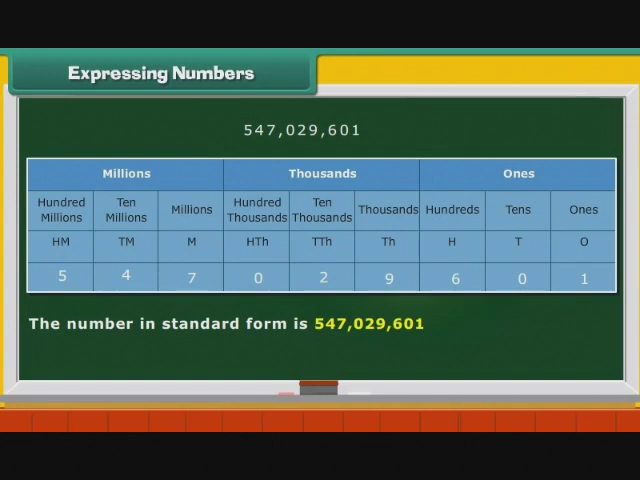 Expressing Numbers
547,029,601
Millions Thousands Ones
Hundred Millions Ten Millions Millions Hundred Thousands Ten Thousands Thousands Hundreds Tens Ones
HM TM M HTh TTh Th H T O
5 4 7 0 2 9 6 0 1
The number in standard form is 547,029,601